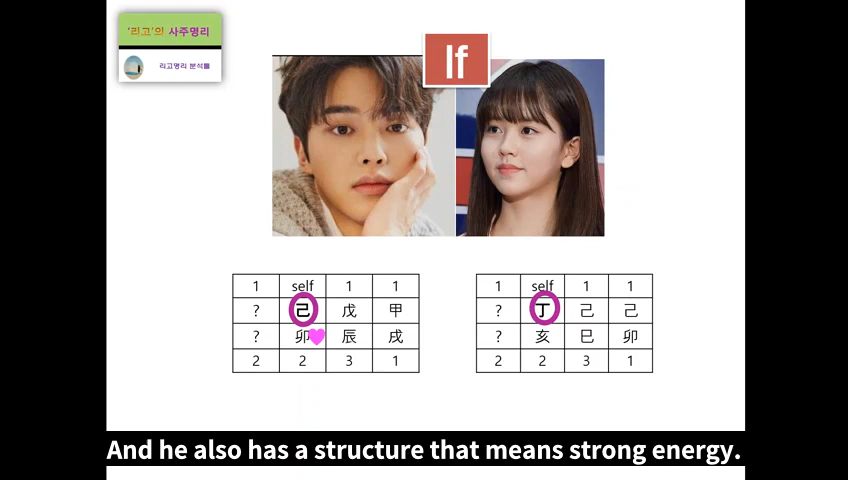 '리고'의 사주명리
리고명리 분석률
If
1 self 1 1
? 己 戊 甲
? 卯 辰 戌
2 2 3 1
1 self 1 1
? 丁 己 己
? 亥 巳 卯
2 2 3 1
And he also has a structure that means strong energy.